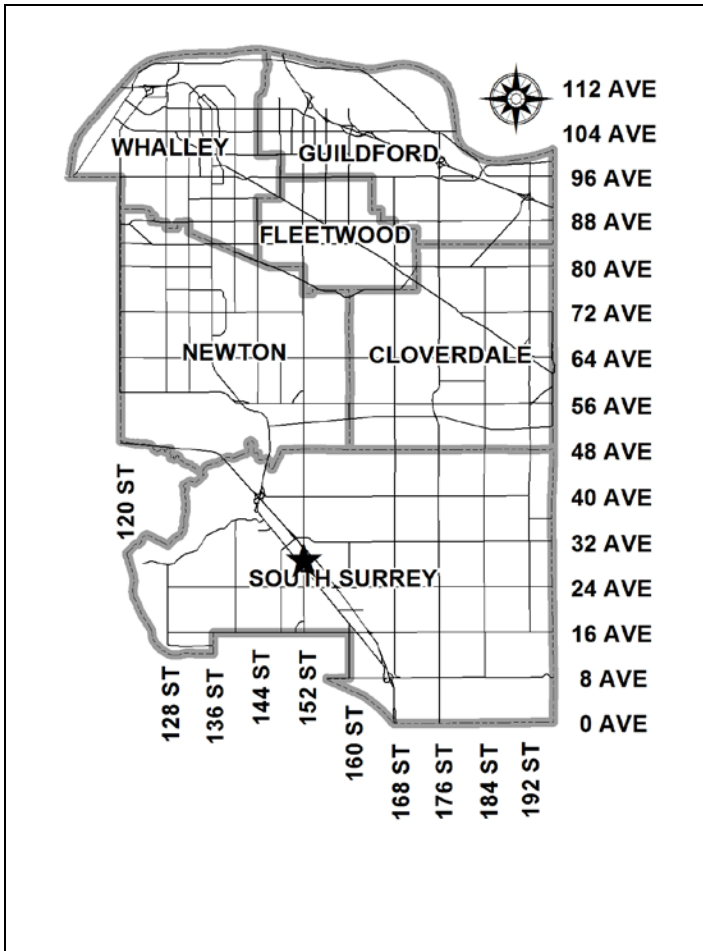 112 AVE
104 AVE
WHALLEY
GUILDFORD
96 AVE
88 AVE
FLEETWOOD
80 AVE
72 AVE
NEWTON
CLOVERDALE
64 AVE
56 AVE
48 AVE
120 ST
40 AVE
32 AVE
SOUTH SURREY
24 AVE
16 AVE
8 AVE
0 AVE
128 ST
136 ST
144 ST
152 ST
160 ST
168 ST
176 ST
184 ST
192 ST